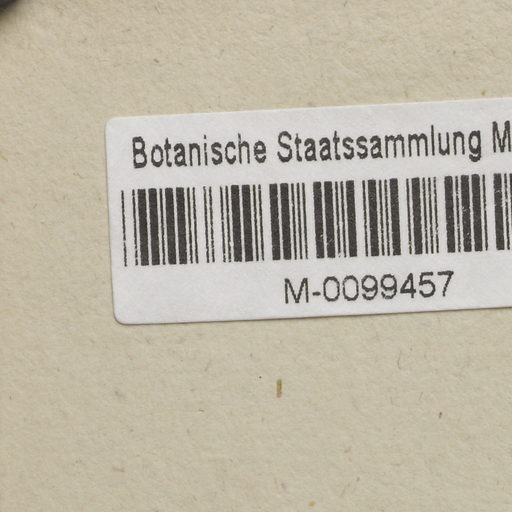 Botanische Staatssammlung M
M-0099457